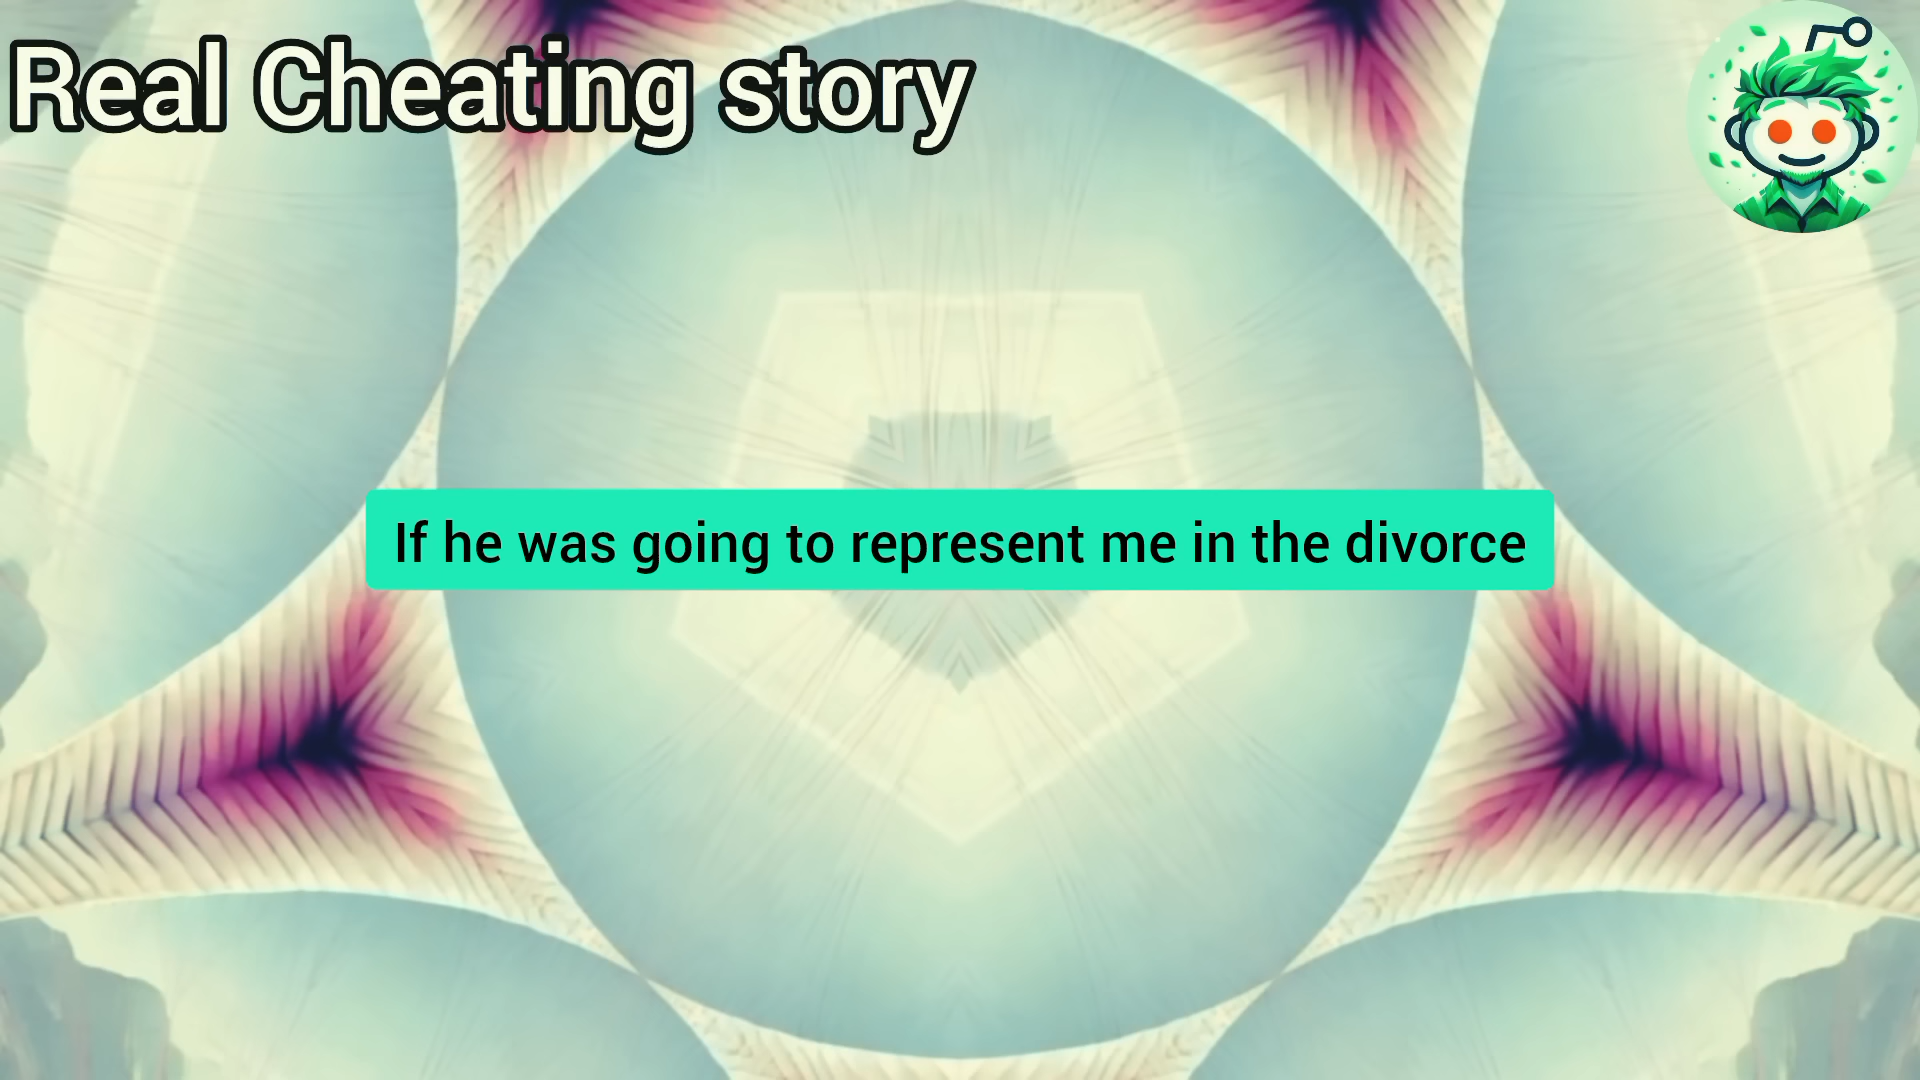 Real Cheating story
If he was going to represent me in the divorce